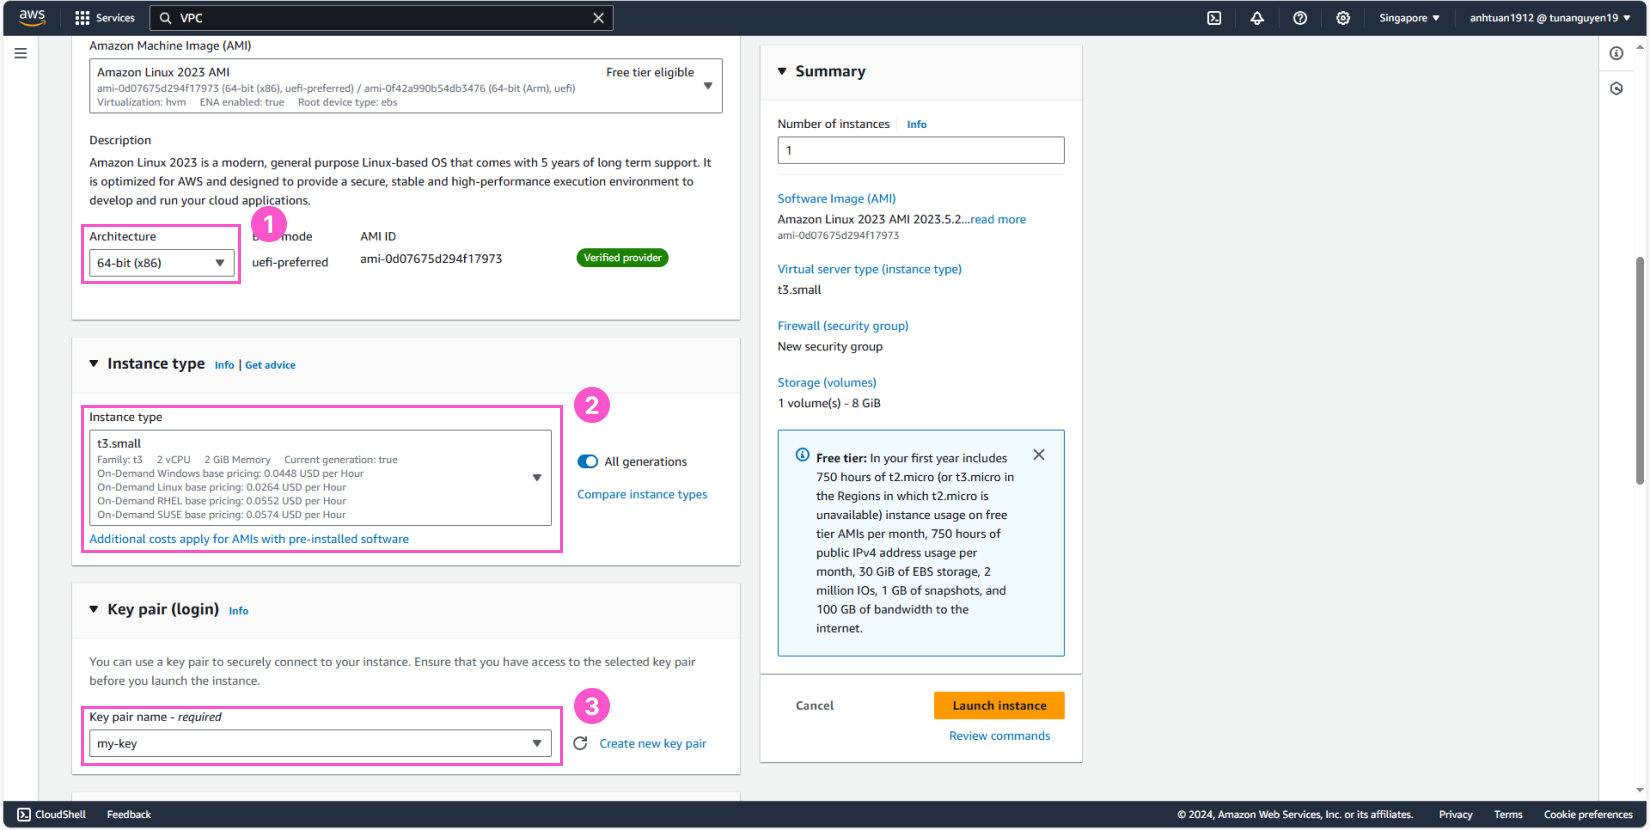 aws
Services
VPC
Singapore
anhtuan1912 @ tunanguyen19
Amazon Machine Image (AMI)
Amazon Linux 2023 AMI
Free tier eligible
ami-0d07675d294f17973 (64-bit (x86), uefi-preferred) / ami-0f42a990b54db3476 (64-bit (Arm), uefi)
Virtualization: hvm ENA enabled: true Root device type: ebs
Description
Amazon Linux 2023 is a modern, general purpose Linux-based OS that comes with 5 years of long term support. It
is optimized for AWS and designed to provide a secure, stable and high-performance execution environment to
develop and run your cloud applications.
1
Architecture
mode
AMI ID
64-bit (x86)
uefi-preferred
ami-0d07675d294f17973
Verified provider
Instance type Info | Get advice
2
Instance type
t3.small
Family: t3 2 vCPU 2 GiB Memory Current generation: true
On-Demand Windows base pricing: 0.0448 USD per Hour
On-Demand Linux base pricing: 0.0264 USD per Hour
On-Demand RHEL base pricing: 0.0552 USD per Hour
On-Demand SUSE base pricing: 0.0574 USD per Hour
All generations
Compare instance types
Additional costs apply for AMIs with pre-installed software
Key pair (login) Info
You can use a key pair to securely connect to your instance. Ensure that you have access to the selected key pair
before you launch the instance.
3
Key pair name - required
my-key
Create new key pair
Summary
Number of instances Info
1
Software Image (AMI)
Amazon Linux 2023 AMI 2023.5.2...read more
ami-0d07675d294f17973
Virtual server type (instance type)
t3.small
Firewall (security group)
New security group
Storage (volumes)
1 volume(s) - 8 GiB
Free tier: In your first year includes
750 hours of t2.micro (or t3.micro in
the Regions in which t2.micro is
unavailable) instance usage on free
tier AMIs per month, 750 hours of
public IPv4 address usage per
month, 30 GiB of EBS storage, 2
million IOs, 1 GB of snapshots, and
100 GB of bandwidth to the
internet.
Cancel
Launch instance
Review commands
CloudShell
Feedback
© 2024, Amazon Web Services, Inc. or its affiliates.
Privacy
Terms
Cookie preferences